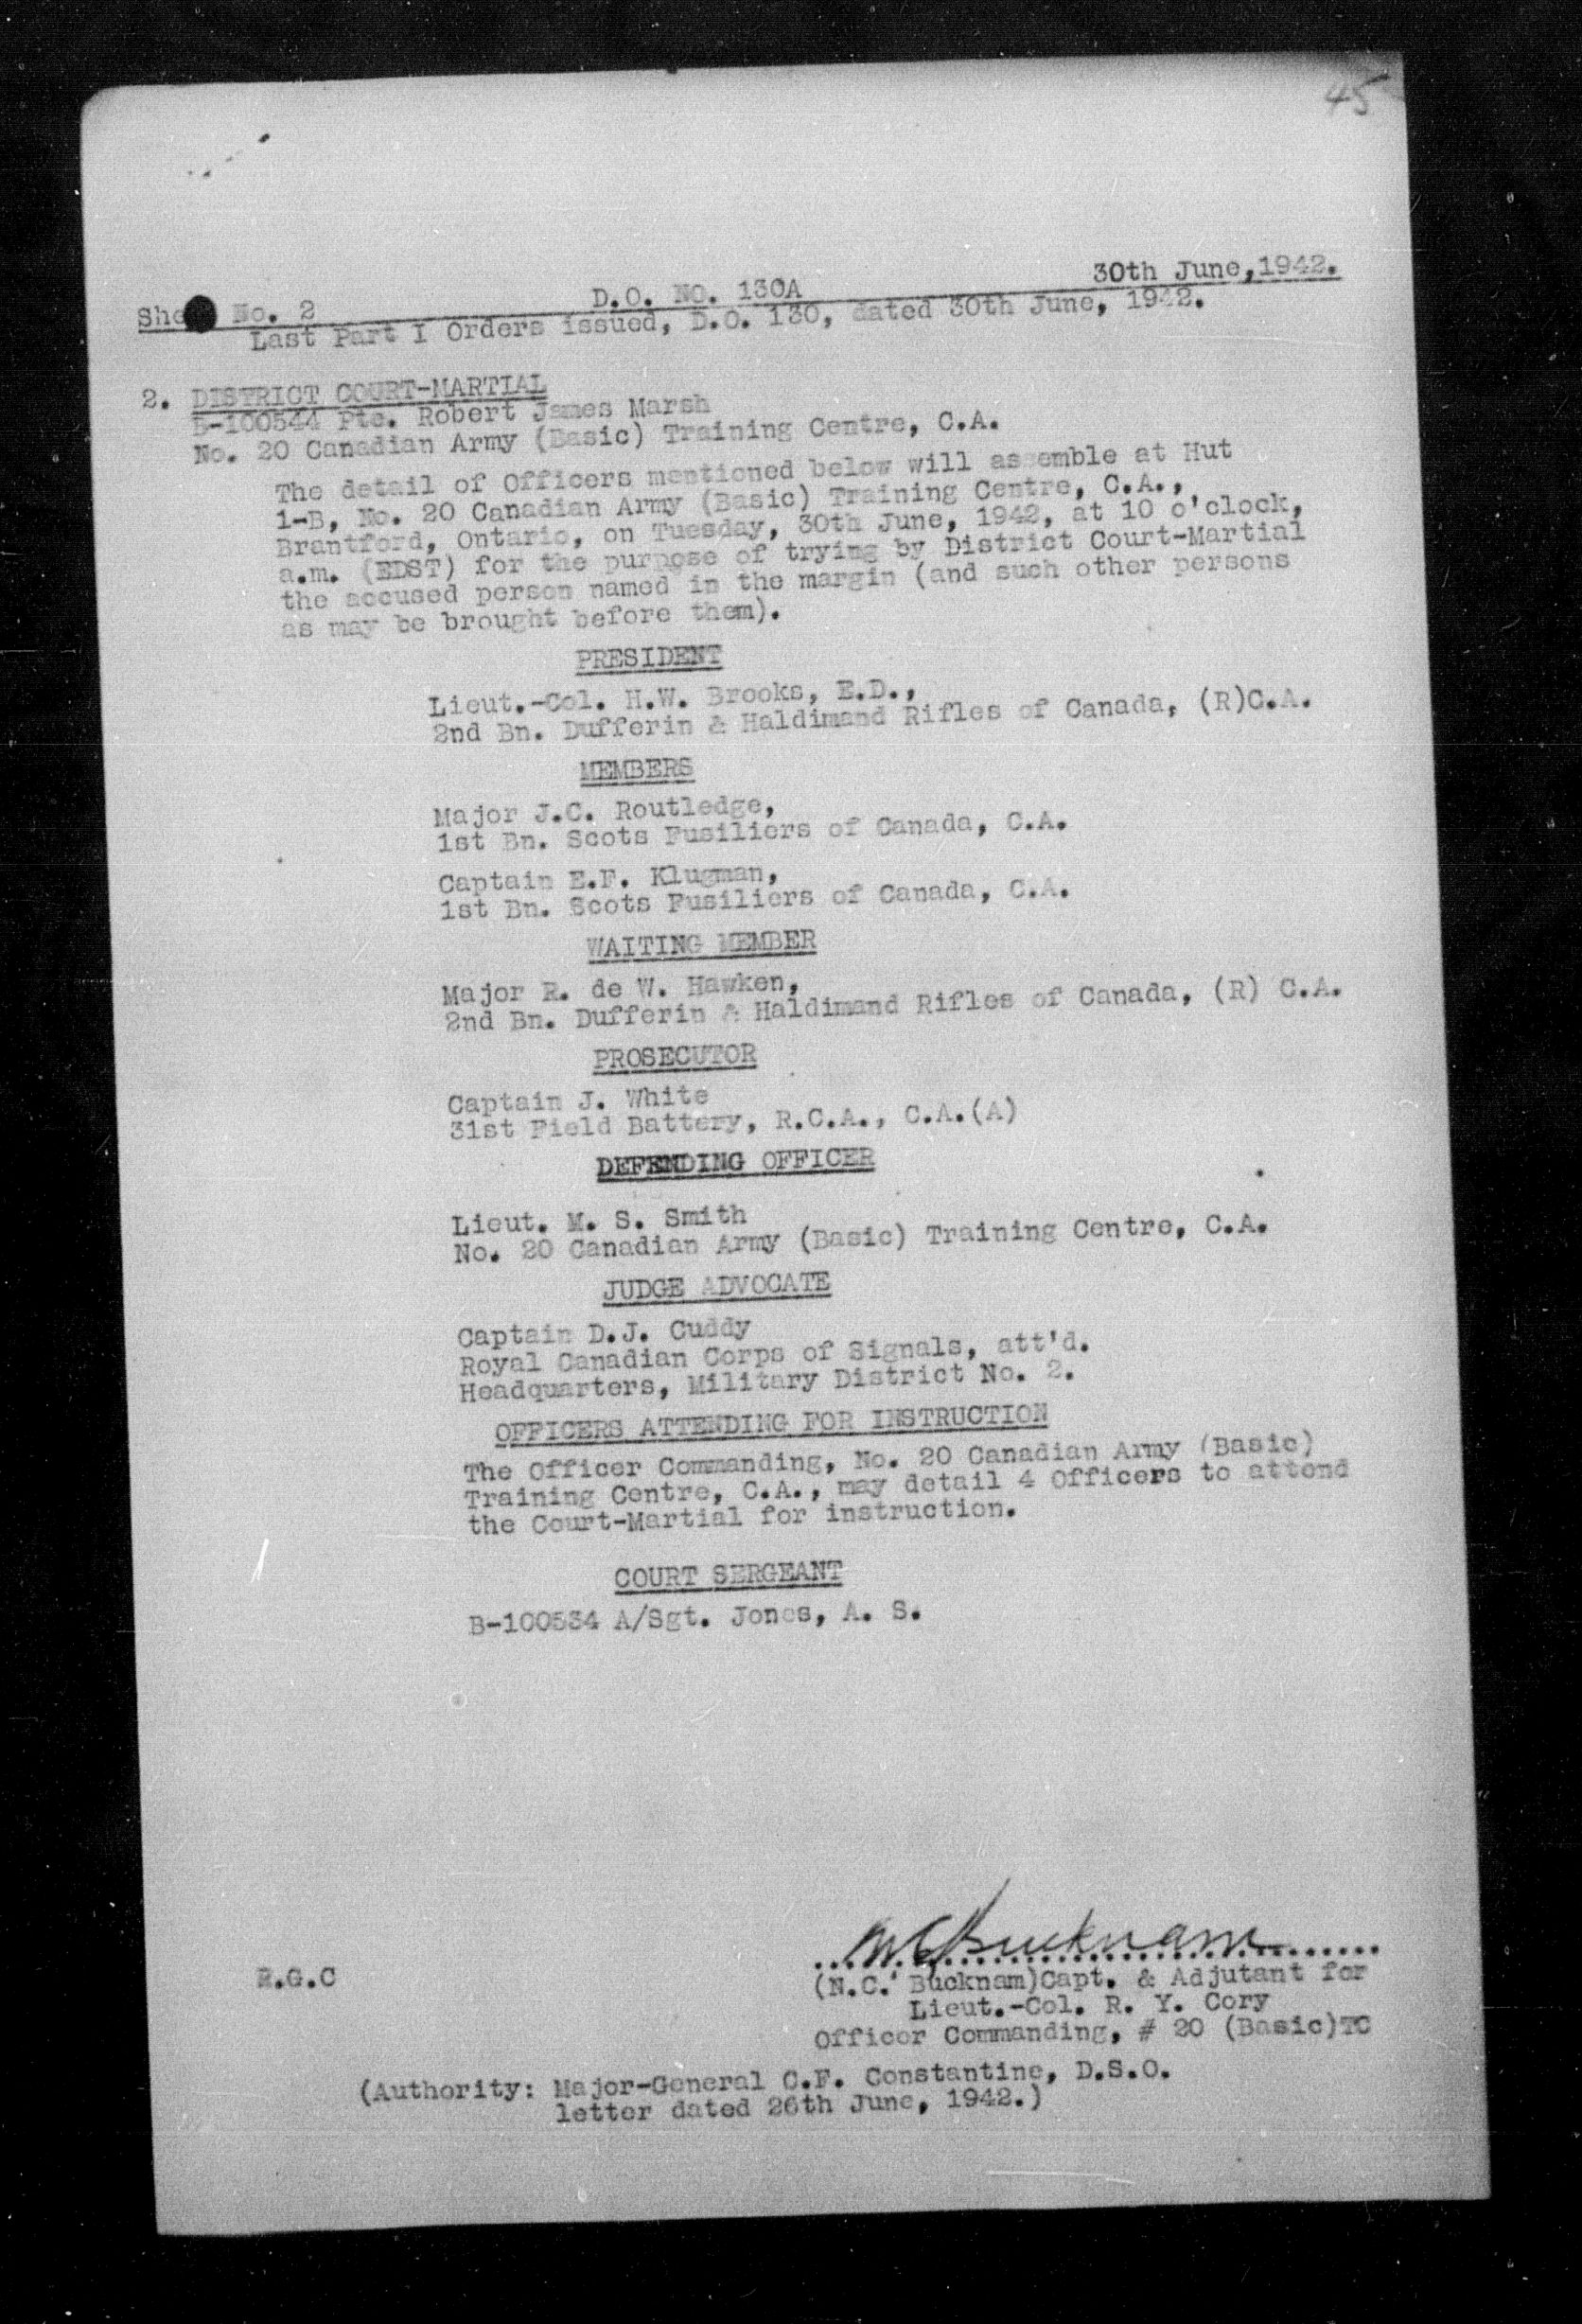 45
30th June, 1942.
D.O. NO. 130A
She No. 2
Last Part I Orders issued, D.O. 130, dated 30th June, 1942.
2. DISTRICT COURT-MARTIAL
B-100544 Pte. Robert James Marsh
No. 20 Canadian Army (Basic) Training Centre, C.A.
The detail of Officers mentioned below will assemble at Hut
1-B, No. 20 Canadian Army (Basic) Training Centre, C.A.,
Brantford, Ontario, on Tuesday, 30th June, 1942, at 10 o'clock,
a.m. (EDST) for the purpose of trying by District Court-Martial
the accused person named in the margin (and such other persons
as may be brought before them).
PRESIDENT
Lieut.-Col. H.W. Brooks, E.D.,
2nd Bn. Dufferin & Haldimand Rifles of Canada, (R)C.A.
MEMBERS
Major J.C. Routledge,
1st Bn. Scots Fusiliers of Canada, C.A.
Captain E.F. Klugman,
1st Bn. Scots Fusiliers of Canada, C.A.
WAITING MEMBER
Major R. de W. Hawken,
2nd Bn. Dufferin & Haldimand Rifles of Canada, (R) C.A.
PROSECUTOR
Captain J. White
31st Field Battery, R.C.A., C.A.(A)
DEFENDING OFFICER
Lieut. M. S. Smith
No. 20 Canadian Army (Basic) Training Centre, C.A.
JUDGE ADVOCATE
Captain D.J. Cuddy
Royal Canadian Corps of Signals, att'd.
Headquarters, Military District No. 2.
OFFICERS ATTENDING FOR INSTRUCTION
The Officer Commanding, No. 20 Canadian Army (Basic)
Training Centre, C.A., may detail 4 Officers to attend
the Court-Martial for instruction.
COURT SERGEANT
B-100534 A/Sgt. Jones, A. S.
NCBucknam
R.G.C
(N.C. Bucknam)Capt. & Adjutant for
Lieut.-Col. R. Y. Cory
Officer Commanding, # 20 (Basic)TC
(Authority: Major-General C.F. Constantine, D.S.O.
letter dated 26th June, 1942.)